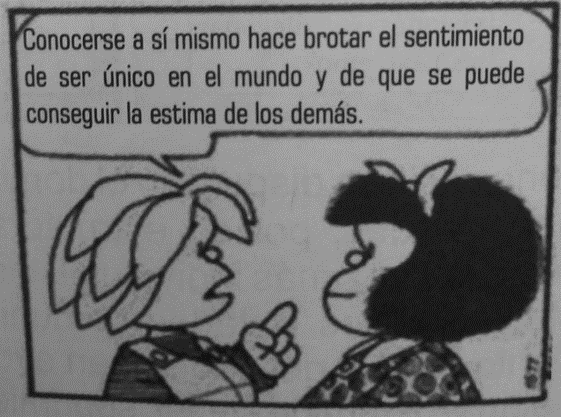 Conocerse a sí mismo hace brotar el sentimiento
de ser único en el mundo y de que se puede
conseguir la estima de los demás.